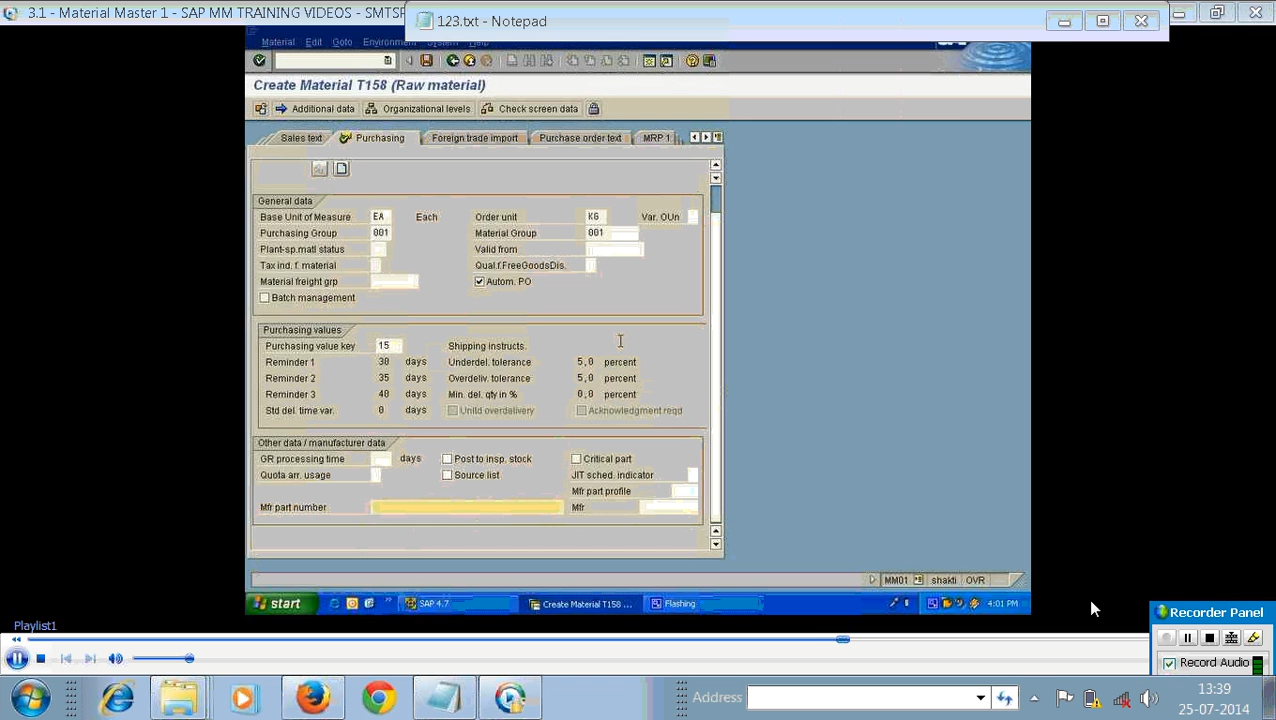 3.1 - Material Master 1 - SAP MM TRAINING VIDEOS - SMTSF
123.txt - Notepad
Material Edit Goto Environment System Help
Create Material T158 (Raw material)
Additional data Organizational levels Check screen data
Sales text Purchasing Foreign trade import Purchase order text MRP 1
General data
Base Unit of Measure EA Each Order unit KG Var. OUn
Purchasing Group 001 Material Group 001
Plant-sp.matl status Valid from
Tax ind. f. material Qual.f.FreeGoodsDis.
Material freight grp Autom. PO
Batch management
Purchasing values
Purchasing value key 15 Shipping instructs.
Reminder 1 30 days Underdel. tolerance 5,0 percent
Reminder 2 35 days Overdeliv. tolerance 5,0 percent
Reminder 3 40 days Min. del. qty in % 0,0 percent
Std del. time var. 0 days Unltd overdelivery Acknowledgment reqd
Other data / manufacturer data
GR processing time days Post to insp. stock Critical part
Quota arr. usage Source list JIT sched. indicator
Mfr part profile
Mfr part number Mfr
MM01 shakti OVR
start SAP 4.7 Create Material T158 ... Flashing 4:01 PM
Playlist1
Recorder Panel
Record Audio
Address
13:39
25-07-2014